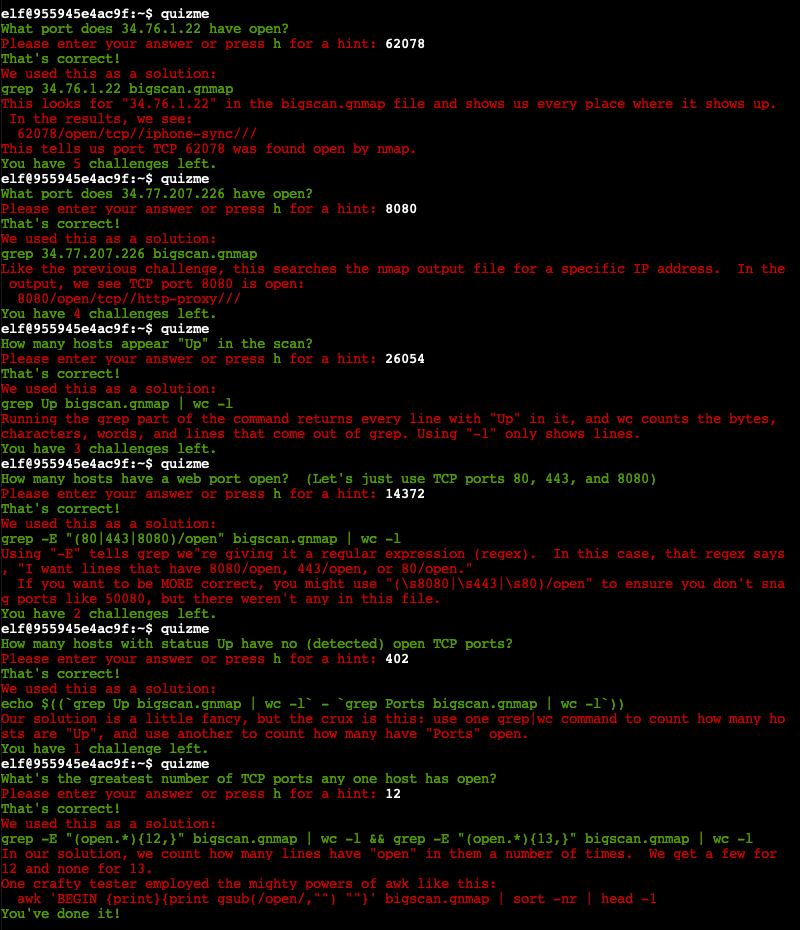 elf@955945e4ac9f:~$ quizme
What port does 34.76.1.22 have open?
Please enter your answer or press h for a hint: 62078
That's correct!
We used this as a solution:
grep 34.76.1.22 bigscan.gnmap
This looks for "34.76.1.22" in the bigscan.gnmap file and shows us every place where it shows up.
 In the results, we see:
  62078/open/tcp//iphone-sync///
This tells us port TCP 62078 was found open by nmap.
You have 5 challenges left.
elf@955945e4ac9f:~$ quizme
What port does 34.77.207.226 have open?
Please enter your answer or press h for a hint: 8080
That's correct!
We used this as a solution:
grep 34.77.207.226 bigscan.gnmap
Like the previous challenge, this searches the nmap output file for a specific IP address.  In the
 output, we see TCP port 8080 is open:
  8080/open/tcp//http-proxy///
You have 4 challenges left.
elf@955945e4ac9f:~$ quizme
How many hosts appear "Up" in the scan?
Please enter your answer or press h for a hint: 26054
That's correct!
We used this as a solution:
grep Up bigscan.gnmap | wc -l
Running the grep part of the command returns every line with "Up" in it, and wc counts the bytes,
characters, words, and lines that come out of grep. Using "-l" only shows lines.
You have 3 challenges left.
elf@955945e4ac9f:~$ quizme
How many hosts have a web port open?  (Let's just use TCP ports 80, 443, and 8080)
Please enter your answer or press h for a hint: 14372
That's correct!
We used this as a solution:
grep -E "(80|443|8080)/open" bigscan.gnmap | wc -l
Using "-E" tells grep we"re giving it a regular expression (regex).  In this case, that regex says
, "I want lines that have 8080/open, 443/open, or 80/open."
  If you want to be MORE correct, you might use "(\s8080|\s443|\s80)/open" to ensure you don't sna
g ports like 50080, but there weren't any in this file.
You have 2 challenges left.
elf@955945e4ac9f:~$ quizme
How many hosts with status Up have no (detected) open TCP ports?
Please enter your answer or press h for a hint: 402
That's correct!
We used this as a solution:
echo $((`grep Up bigscan.gnmap | wc -l` - `grep Ports bigscan.gnmap | wc -l`))
Our solution is a little fancy, but the crux is this: use one grep|wc command to count how many ho
sts are "Up", and use another to count how many have "Ports" open.
You have 1 challenge left.
elf@955945e4ac9f:~$ quizme
What's the greatest number of TCP ports any one host has open?
Please enter your answer or press h for a hint: 12
That's correct!
We used this as a solution:
grep -E "(open.*){12,}" bigscan.gnmap | wc -l && grep -E "(open.*){13,}" bigscan.gnmap | wc -l
In our solution, we count how many lines have "open" in them a number of times.  We get a few for
12 and none for 13.
One crafty tester employed the mighty powers of awk like this:
  awk 'BEGIN {print}{print gsub(/open/,"") ""}' bigscan.gnmap | sort -nr | head -1
You've done it!